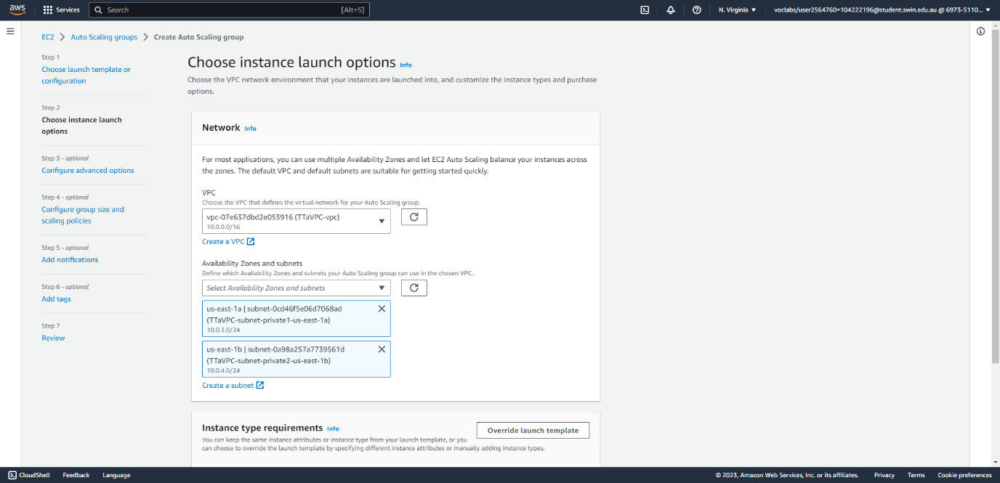 aws
Services
Search
[Alt+S]
N. Virginia
voclabs/user2564760=104222196@student.swin.edu.au @ 6973-5110...
EC2
Auto Scaling groups
Create Auto Scaling group
Step 1
Choose launch template or
configuration
Step 2
Choose instance launch
options
Step 3 - optional
Configure advanced options
Step 4 - optional
Configure group size and
scaling policies
Step 5 - optional
Add notifications
Step 6 - optional
Add tags
Step 7
Review
Choose instance launch options Info
Choose the VPC network environment that your instances are launched into, and customize the instance types and purchase
options.
Network Info
For most applications, you can use multiple Availability Zones and let EC2 Auto Scaling balance your instances across
the zones. The default VPC and default subnets are suitable for getting started quickly.
VPC
Choose the VPC that defines the virtual network for your Auto Scaling group.
vpc-07e637dbd2e053916 (TTaVPC-vpc)
10.0.0.0/16
Create a VPC
Availability Zones and subnets
Define which Availability Zones and subnets your Auto Scaling group can use in the chosen VPC.
Select Availability Zones and subnets
us-east-1a | subnet-0cd46f5e06d7068ad
(TTaVPC-subnet-private1-us-east-1a)
10.0.3.0/24
us-east-1b | subnet-0a98a257a7739561d
(TTaVPC-subnet-private2-us-east-1b)
10.0.4.0/24
Create a subnet
Instance type requirements Info
Override launch template
You can keep the same instance attributes or instance type from your launch template, or you
can choose to override the launch template by specifying different instance attributes or manually adding instance types.
CloudShell
Feedback
Language
© 2023, Amazon Web Services, Inc. or its affiliates.
Privacy
Terms
Cookie preferences